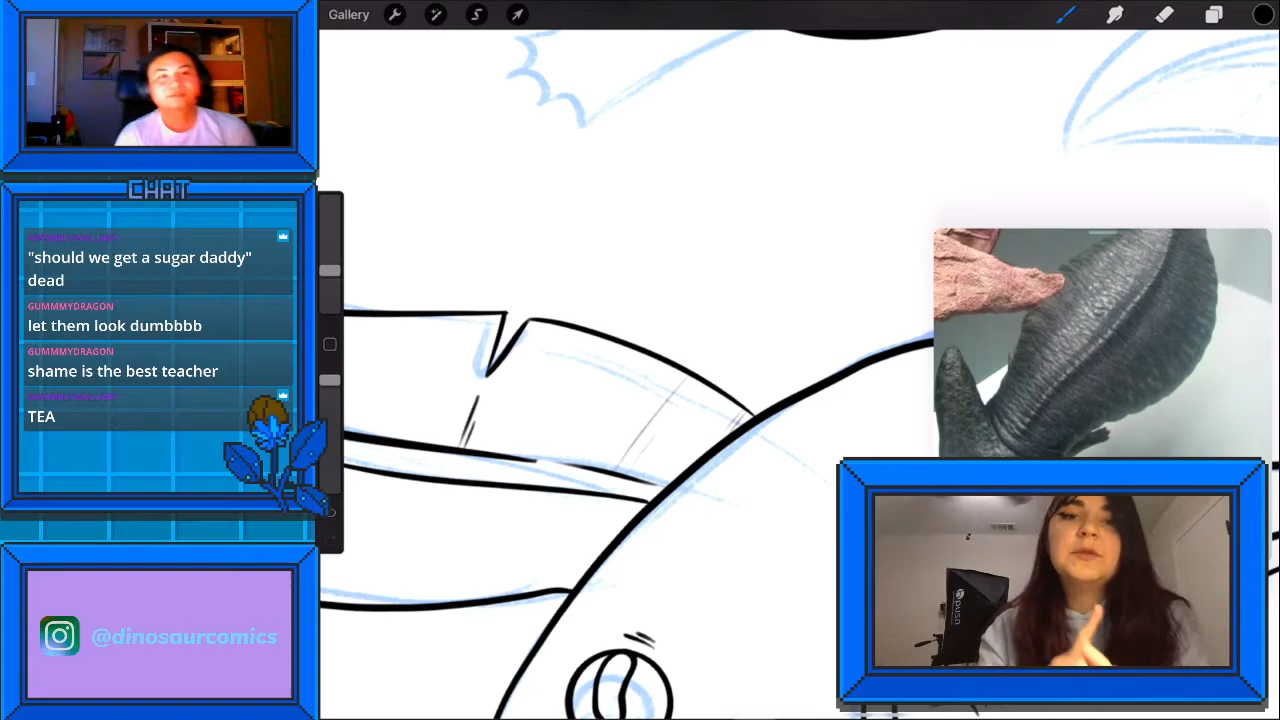 Gallery
CHAT
"should we get a sugar daddy"
dead
GUMMMYDRAGON
let them look dumbbbb
GUMMMYDRAGON
shame is the best teacher
TEA
@dinosaurcomics
pusn